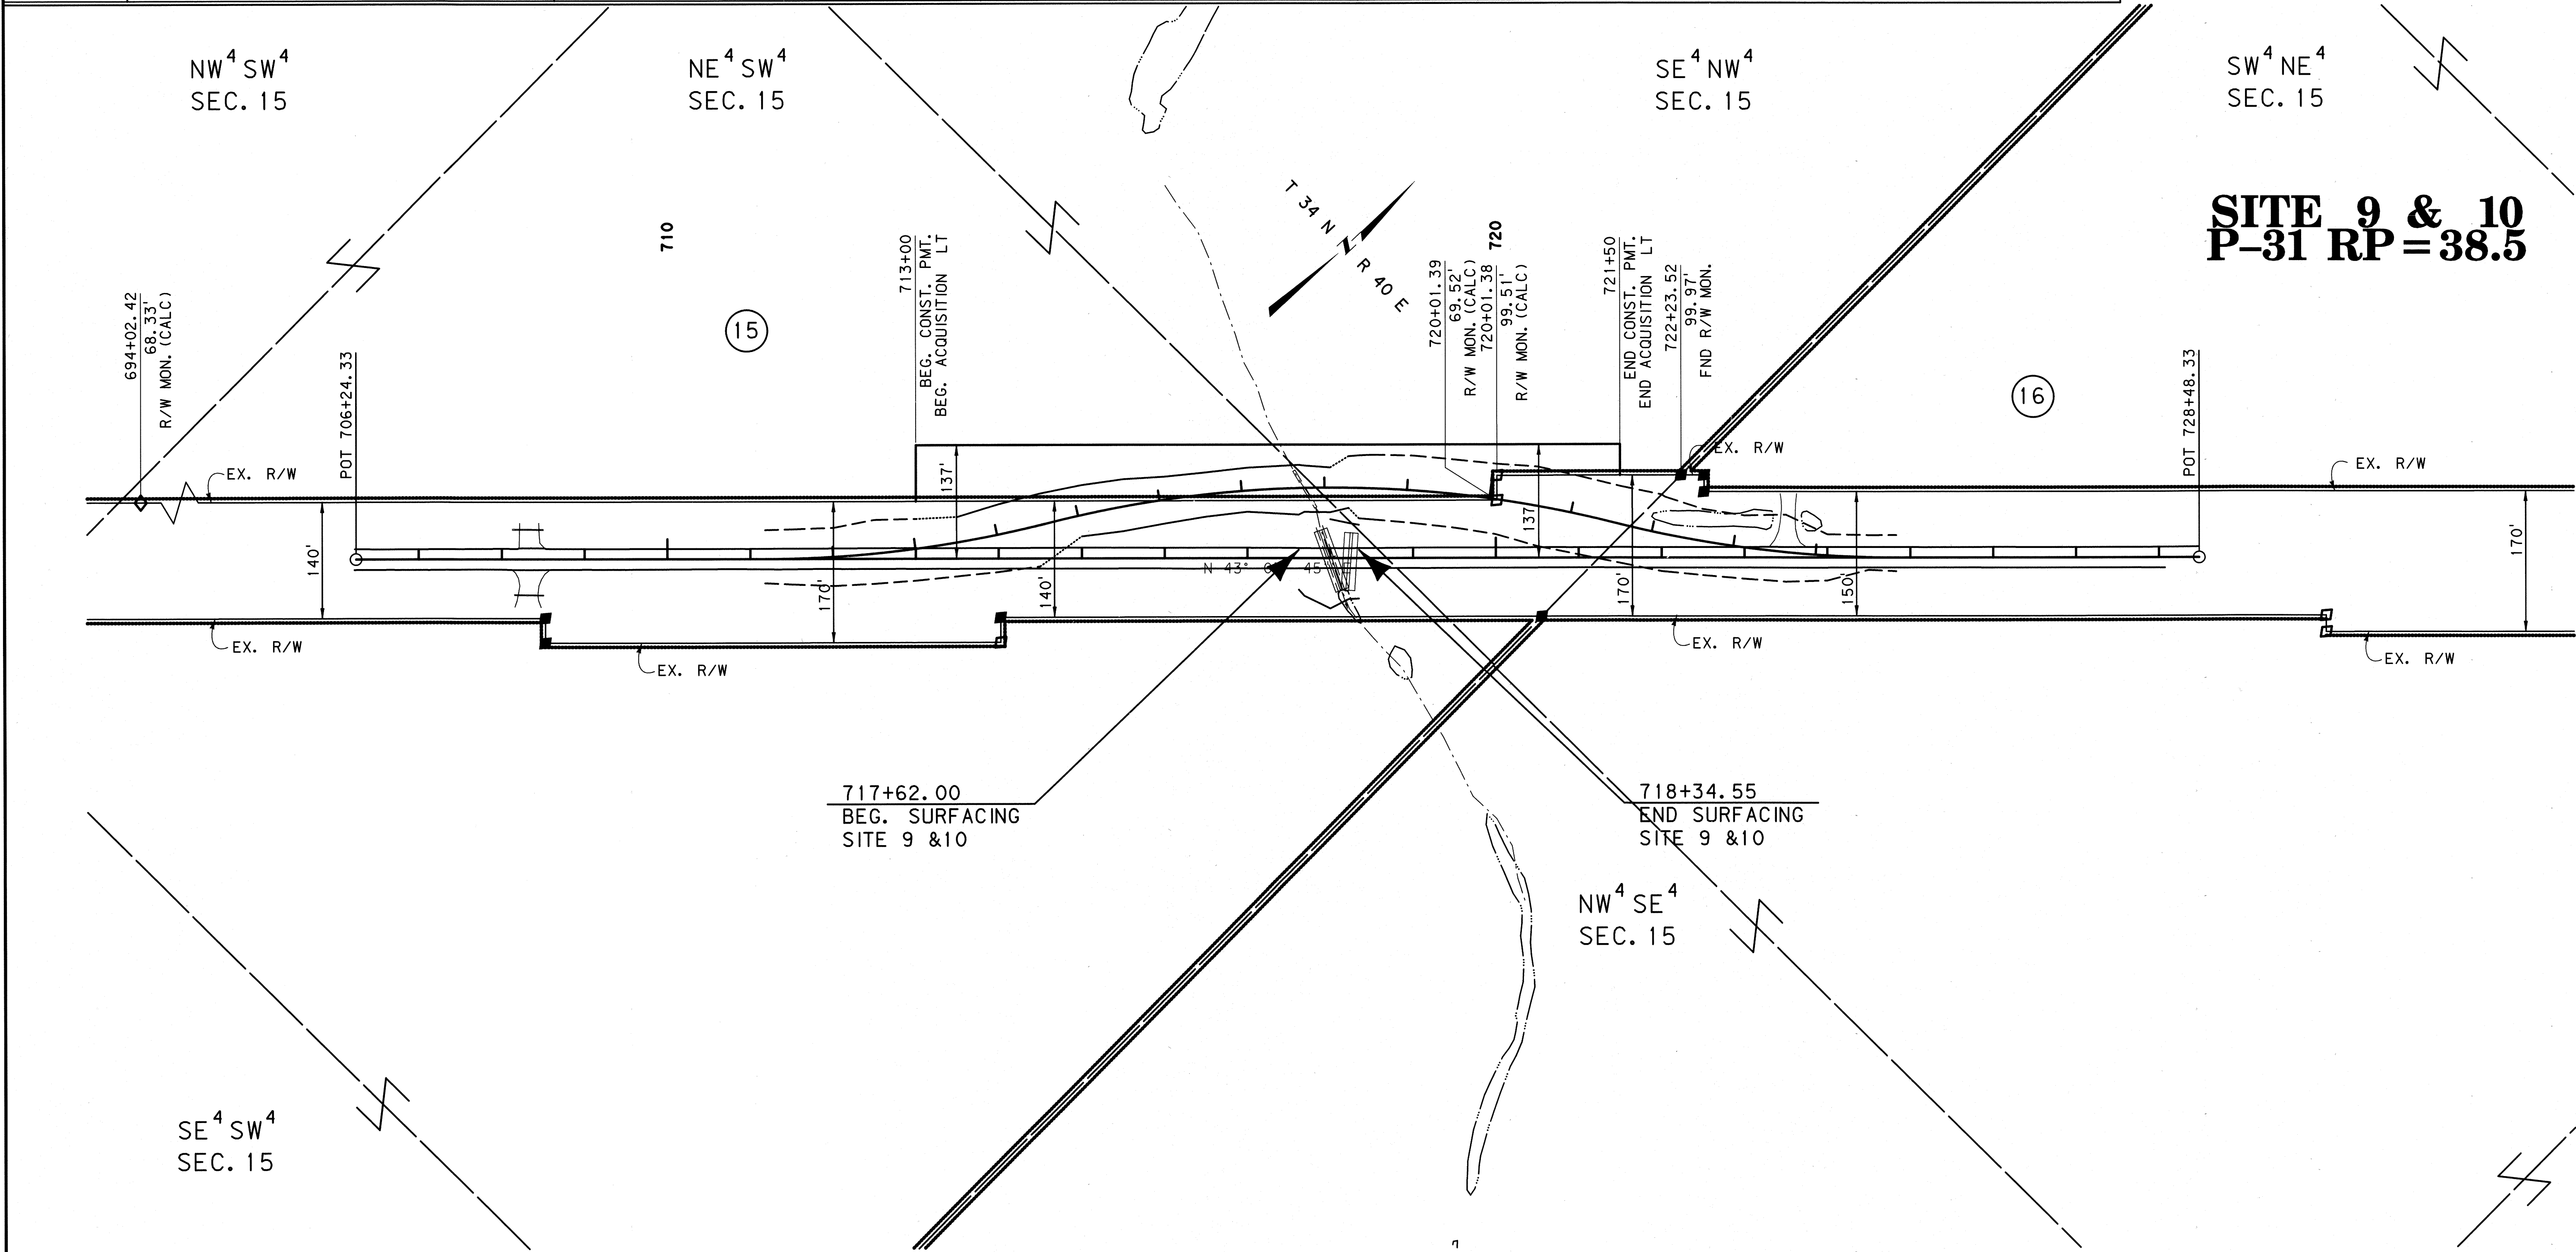 NW4SW4
SEC. 15
NE4SW4
SEC. 15
SE4NW4
SEC. 15
SW4NE4
SEC. 15
SITE 9 & 10
P-31 RP=38.5
T 34 N
R 40 E
710
720
15
16
694+02.42
68.33'
R/W MON. (CALC)
POT 706+24.33
713+00
BEG. CONST. PMT.
BEG. ACQUISITION LT
720+01.39
69.52'
R/W MON. (CALC)
720+01.38
99.51'
R/W MON. (CALC)
721+50
END CONST. PMT.
END ACQUISITION LT
722+23.52
99.97'
FND R/W MON.
POT 728+48.33
EX. R/W
EX. R/W
EX. R/W
137'
137'
140'
170'
140'
170'
150'
170'
N 43°
45
EX. R/W
EX. R/W
EX. R/W
EX. R/W
717+62.00
BEG. SURFACING
SITE 9 &10
718+34.55
END SURFACING
SITE 9 &10
NW4SE4
SEC. 15
SE4SW4
SEC. 15